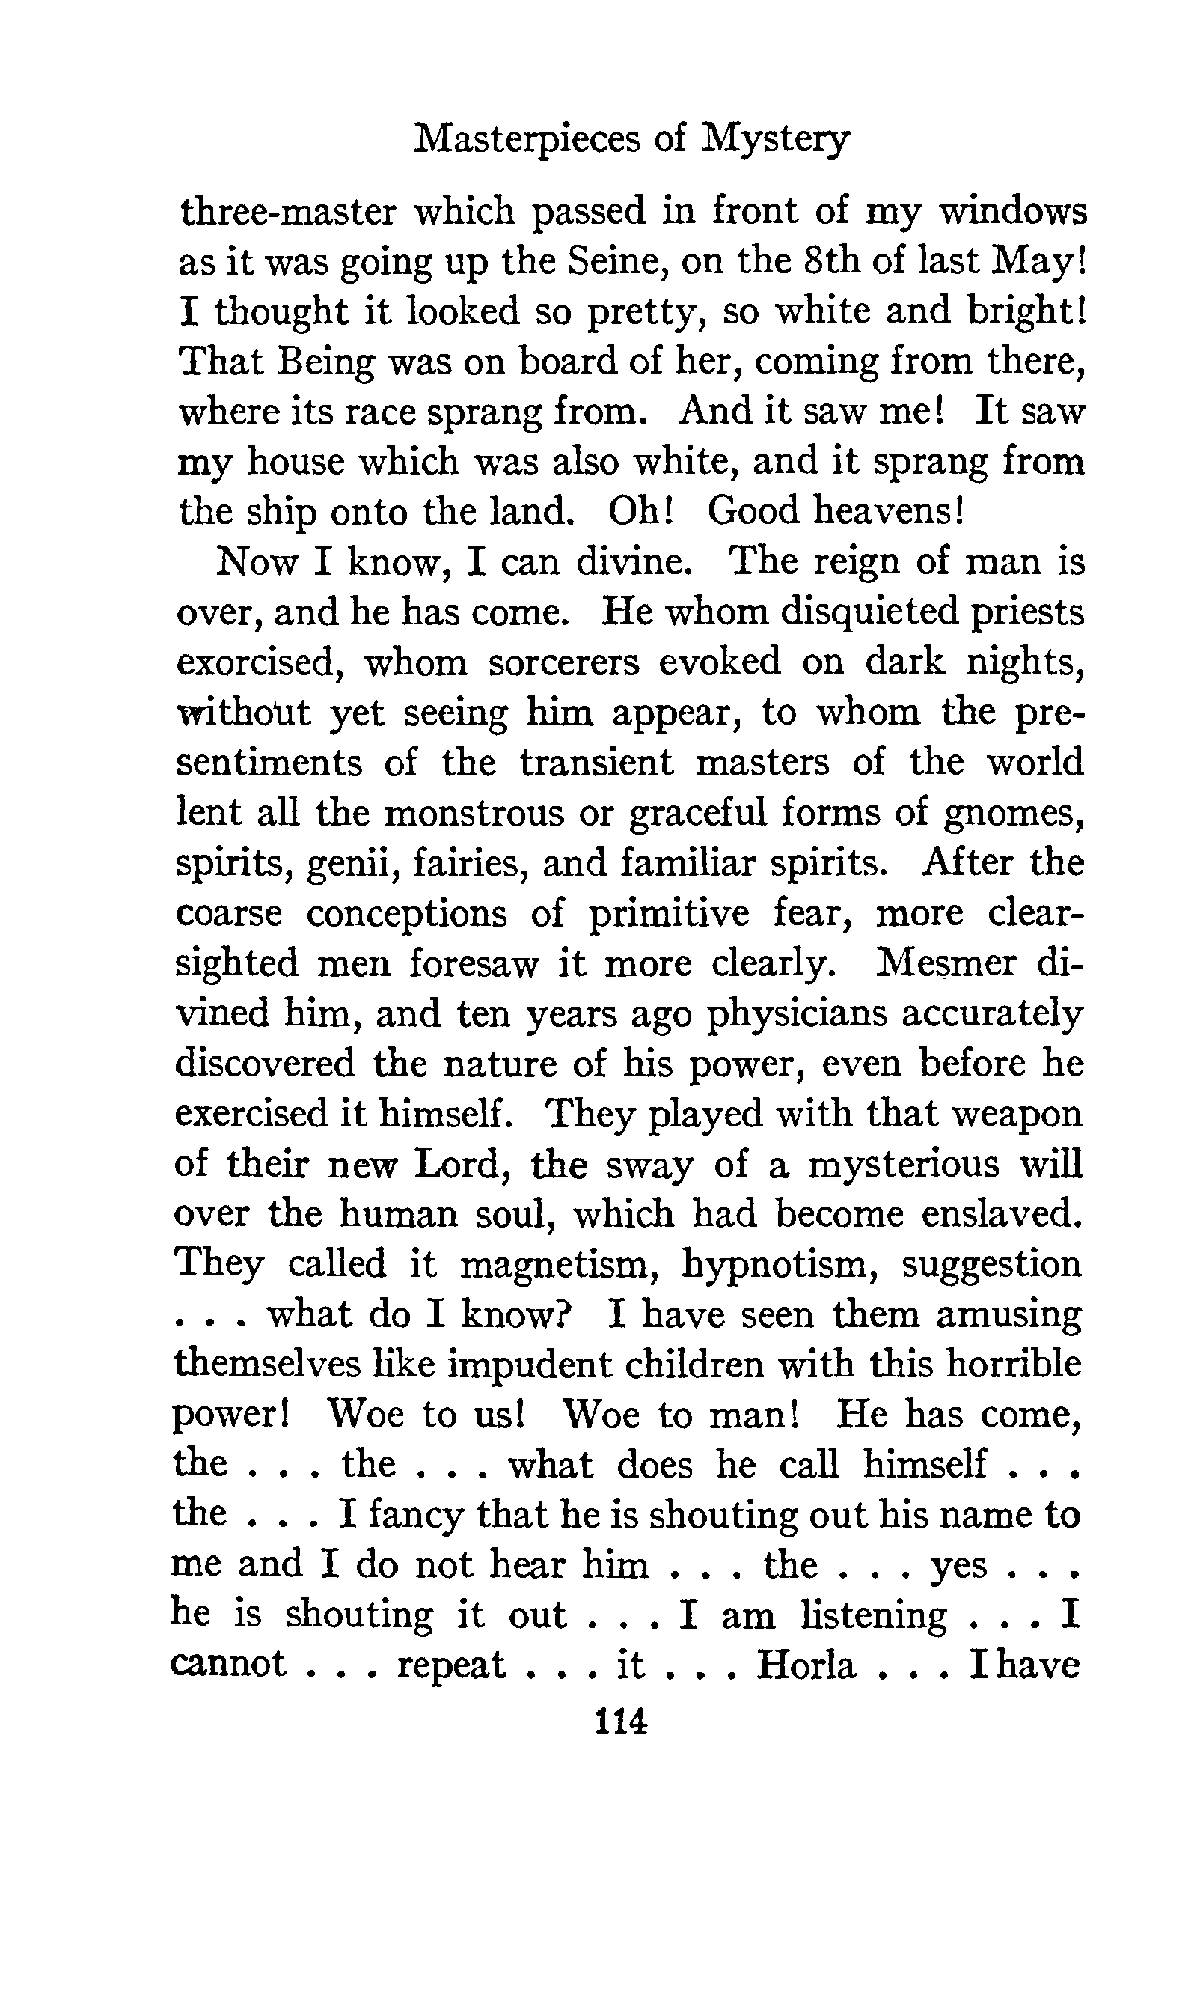 Masterpieces of Mystery
three-master which passed in front of my windows
as it was going up the Seine, on the 8th of last May!
I thought it looked so pretty, so white and bright!
That Being was on board of her, coming from there,
where its race sprang from. And it saw me! It saw
my house which was also white, and it sprang from
the ship onto the land. Oh! Good heavens!
Now I know, I can divine. The reign of man is
over, and he has come. He whom disquieted priests
exorcised, whom sorcerers evoked on dark nights,
without yet seeing him appear, to whom the pre-
sentiments of the transient masters of the world
lent all the monstrous or graceful forms of gnomes,
spirits, genii, fairies, and familiar spirits. After the
coarse conceptions of primitive fear, more clear-
sighted men foresaw it more clearly. Mesmer di-
vined him, and ten years ago physicians accurately
discovered the nature of his power, even before he
exercised it himself. They played with that weapon
of their new Lord, the sway of a mysterious will
over the human soul, which had become enslaved.
They called it magnetism, hypnotism, suggestion
. . . what do I know? I have seen them amusing
themselves like impudent children with this horrible
power! Woe to us! Woe to man! He has come,
the . . . the . . . what does he call himself . . .
the . . . I fancy that he is shouting out his name to
me and I do not hear him . . . the . . . yes . . .
he is shouting it out . . . I am listening . . . I
cannot . . . repeat . . . it . . . Horla . . . I have
114